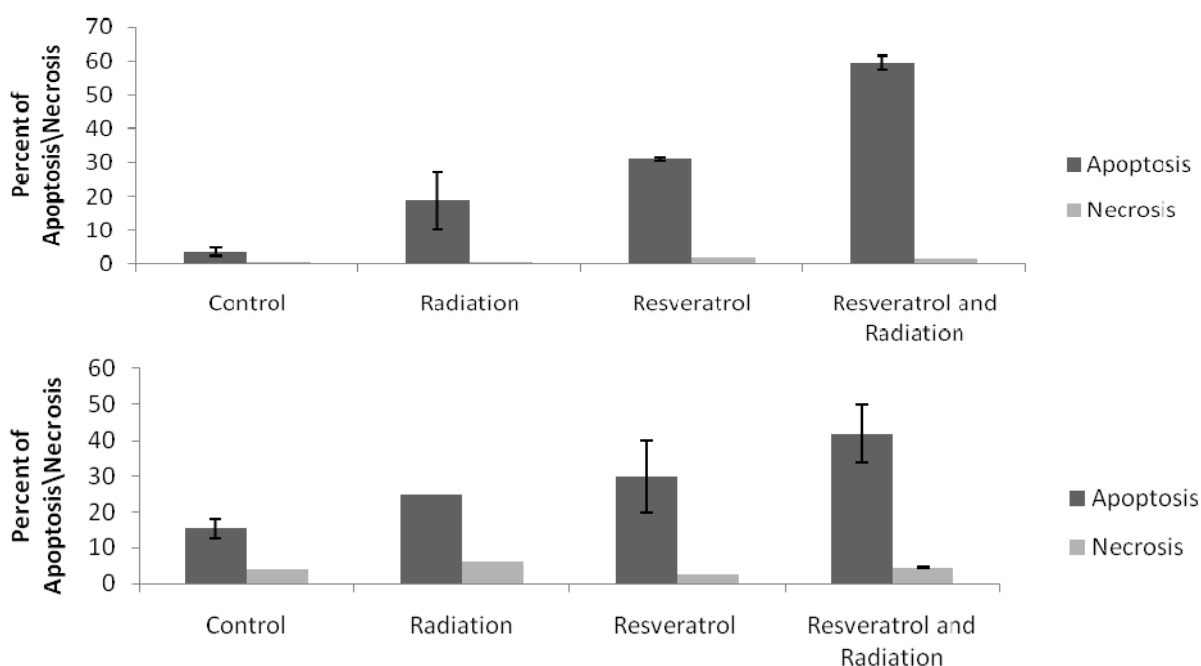 70
60
50
40
30
20
10
0
Percent of
Apoptosis\Necrosis
Control
Radiation
Resveratrol
Resveratrol and
Radiation
Apoptosis
Necrosis
60
50
40
30
20
10
0
Percent of
Apoptosis\Necrosis
Control
Radiation
Resveratrol
Resveratrol and
Radiation
Apoptosis
Necrosis